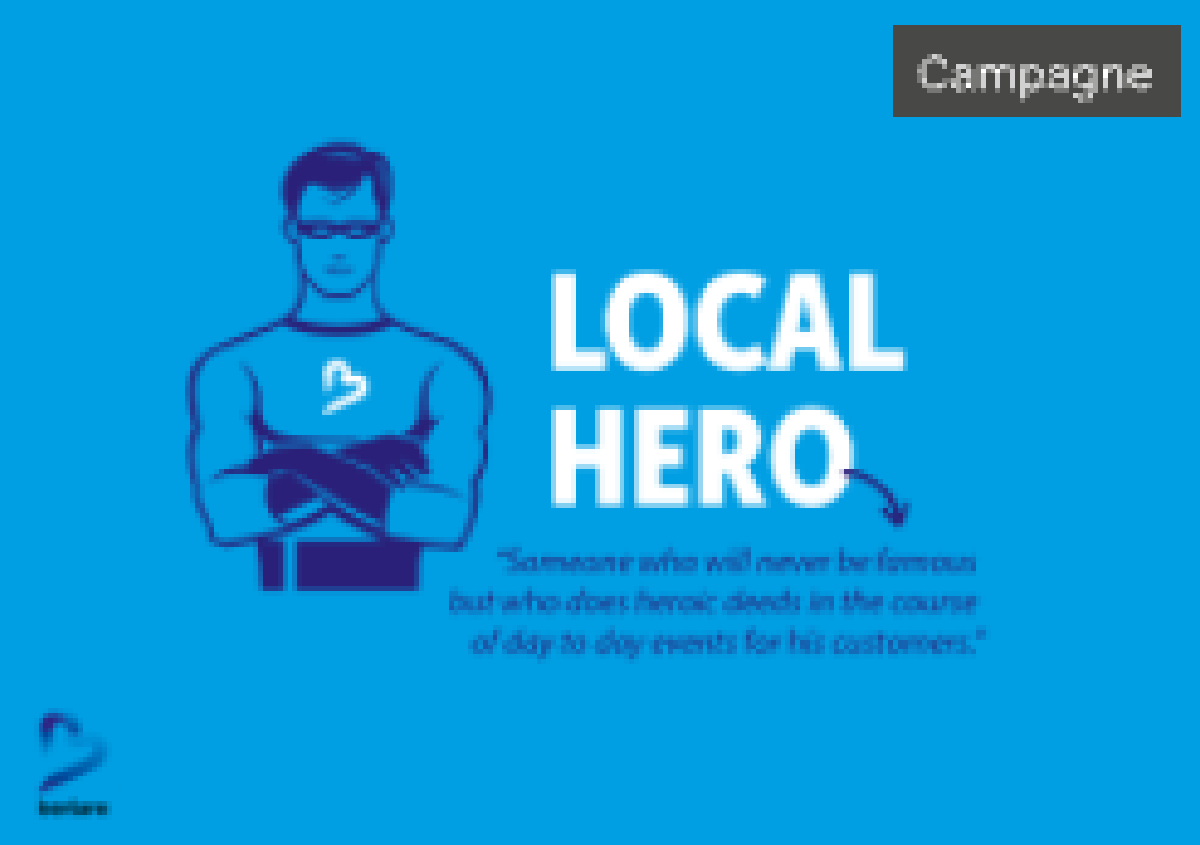 Campagne
LOCAL
HERO
"Someone who will never be famous
but who does heroic deeds in the course
of day to day events for his customers."